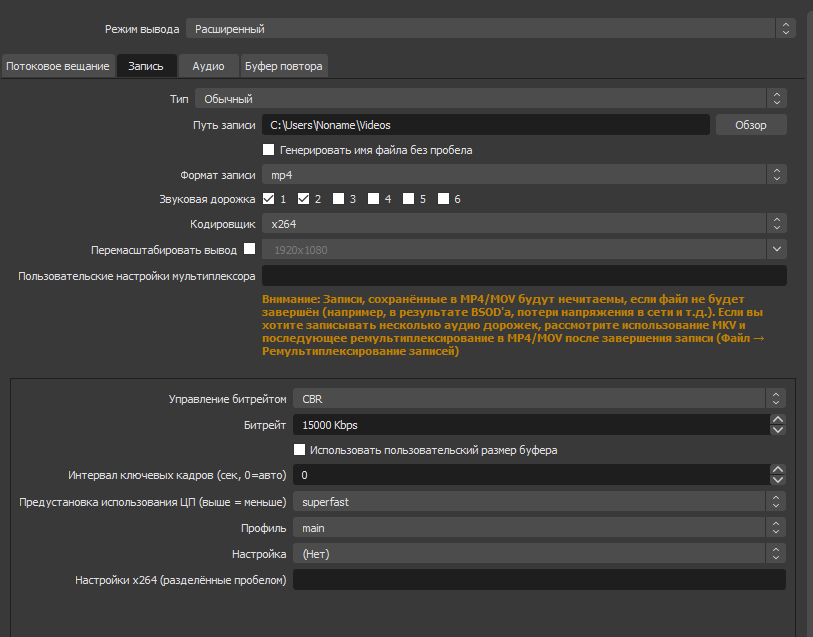 Режим вывода Расширенный
Потоковое вещание Запись Аудио Буфер повтора
Тип Обычный
Путь записи C:\Users\Noname\Videos Обзор
Генерировать имя файла без пробела
Формат записи mp4
Звуковая дорожка 1 2 3 4 5 6
Кодировщик x264
Перемасштабировать вывод 1920x1080
Пользовательские настройки мультиплексора
Внимание: Записи, сохранённые в MP4/MOV будут нечитаемы, если файл не будет
завершён (например, в результате BSOD'а, потери напряжения в сети и т.д.). Если вы
хотите записывать несколько аудио дорожек, рассмотрите использование MKV и
последующее ремультиплексирование в MP4/MOV после завершения записи (Файл →
Ремультиплексирование записей)
Управление битрейтом CBR
Битрейт 15000 Kbps
Использовать пользовательский размер буфера
Интервал ключевых кадров (сек, 0=авто) 0
Предустановка использования ЦП (выше = меньше) superfast
Профиль main
Настройка (Нет)
Настройки x264 (разделённые пробелом)